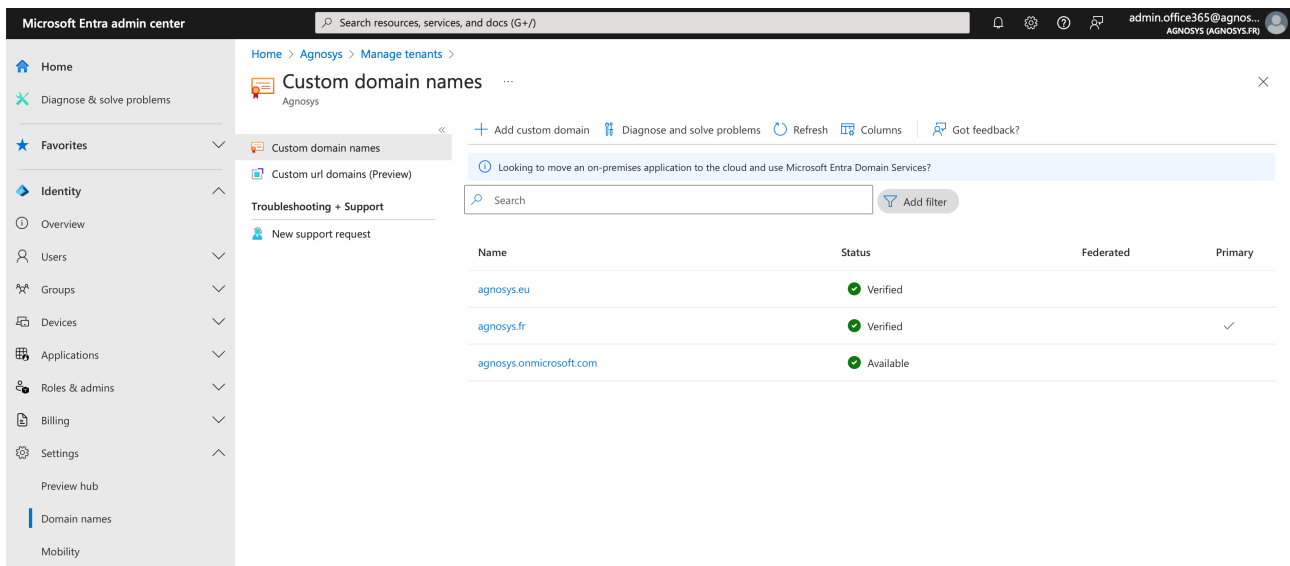 Microsoft Entra admin center
Search resources, services, and docs (G+/)
admin.office365@agnos...
AGNOSYS (AGNOSYS.FR)
Home
Diagnose & solve problems
Favorites
Identity
Overview
Users
Groups
Devices
Applications
Roles & admins
Billing
Settings
Preview hub
Domain names
Mobility
Home > Agnosys > Manage tenants >
Custom domain names ...
Agnosys
«
Custom domain names
Custom url domains (Preview)
Troubleshooting + Support
New support request
+ Add custom domain Diagnose and solve problems Refresh Columns Got feedback?
Looking to move an on-premises application to the cloud and use Microsoft Entra Domain Services?
Search
Add filter
Name Status Federated Primary
agnosys.eu Verified
agnosys.fr Verified
agnosys.onmicrosoft.com Available